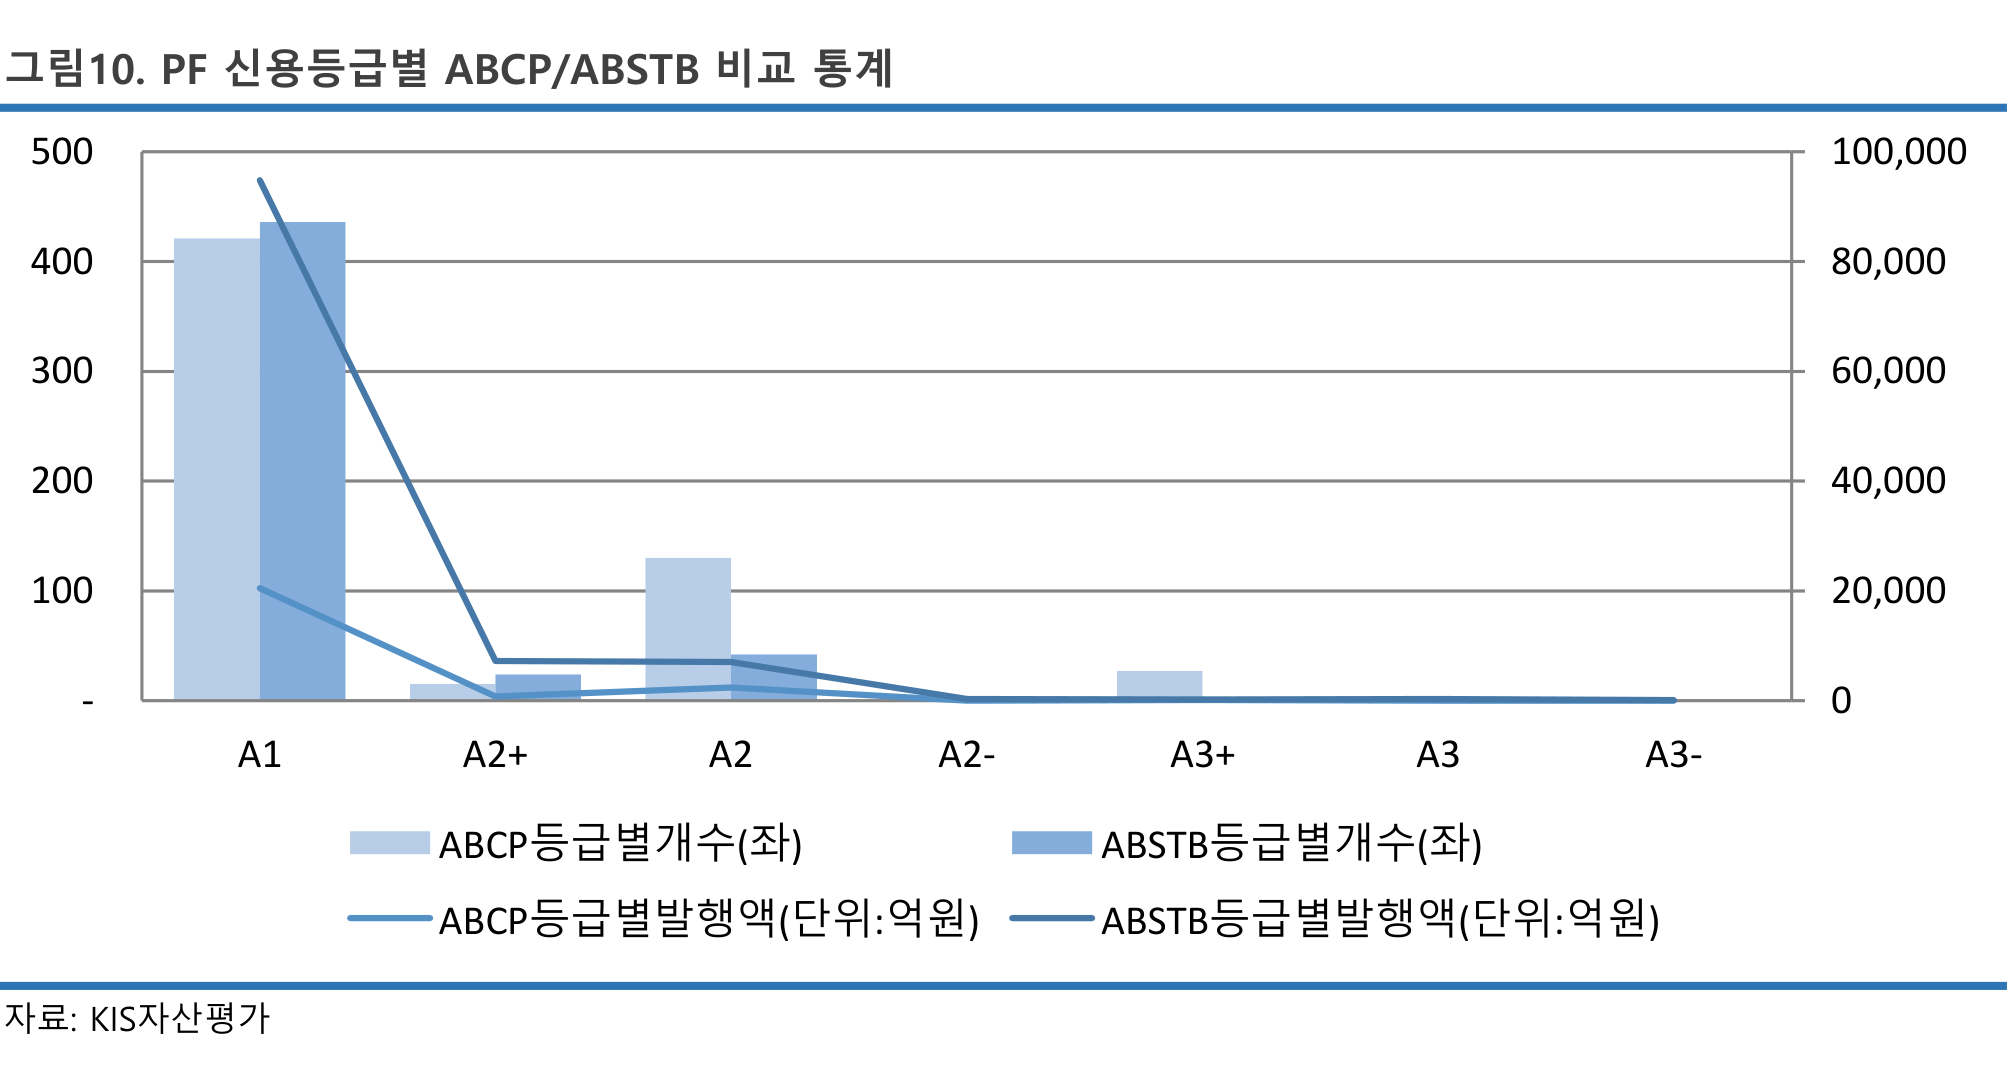 그림10. PF 신용등급별 ABCP/ABSTB 비교 통계
500
400
300
200
100
-
100,000
80,000
60,000
40,000
20,000
0
A1 A2+ A2 A2- A3+ A3 A3-
ABCP등급별개수(좌) ABSTB등급별개수(좌)
ABCP등급별발행액(단위:억원) ABSTB등급별발행액(단위:억원)
자료: KIS자산평가